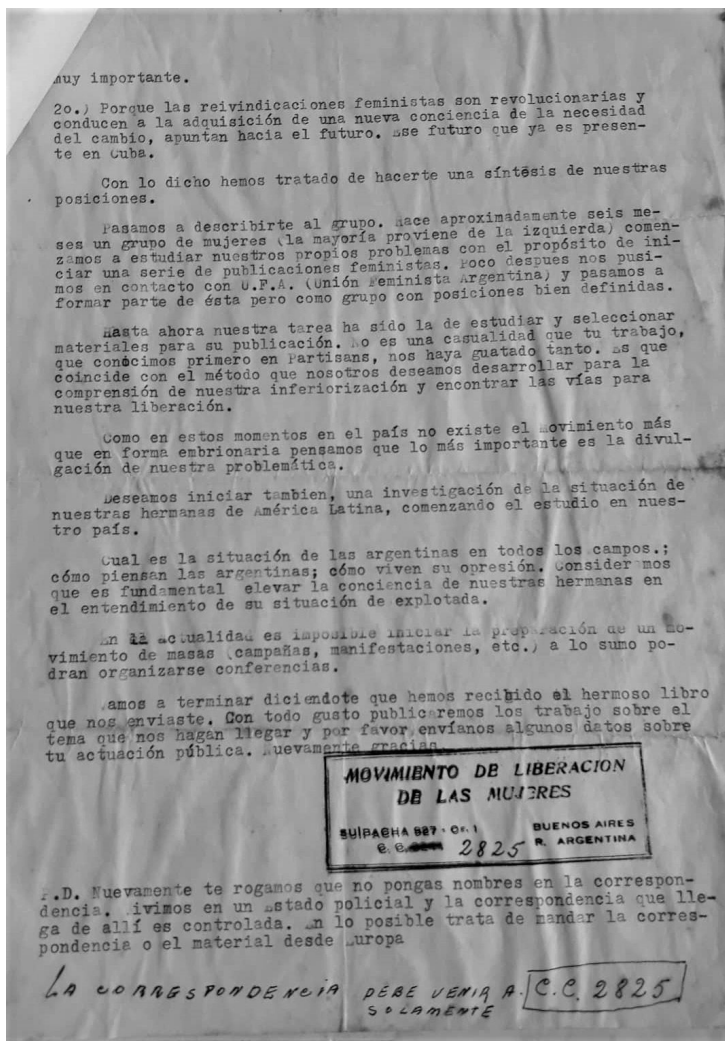 muy importante.
2o.) Porque las reivindicaciones feministas son revolucionarias y
conducen a la adquisición de una nueva conciencia de la necesidad
del cambio, apuntan hacia el futuro. Ese futuro que ya es presen-
te en Cuba.
Con lo dicho hemos tratado de hacerte una síntesis de nuestras
posiciones.
Pasamos a describirte al grupo. Hace aproximadamente seis me-
ses un grupo de mujeres (la mayoría proviene de la izquierda) comen-
zamos a estudiar nuestros propios problemas con el propósito de ini-
ciar una serie de publicaciones feministas. Poco despues nos pusi-
mos en contacto con U.F.A. (Unión Feminista Argentina) y pasamos a
formar parte de ésta pero como grupo con posiciones bien definidas.
Hasta ahora nuestra tarea ha sido la de estudiar y seleccionar
materiales para su publicación. No es una casualidad que tu trabajo,
que conócimos primero en Partisans, nos haya guatado tanto. Es que
coincide con el método que nosotros deseamos desarrollar para la
comprensión de nuestra inferiorización y encontrar las vías para
nuestra liberación.
Como en estos momentos en el país no existe el Movimiento más
que en forma embrionaria pensamos que lo más importante es la divul-
gación de nuestra problemática.
Deseamos iniciar tambien, una investigación de la situación de
nuestras hermanas de América Latina, comenzando el estudio en nues-
tro país.
Cual es la situación de las argentinas en todos los campos.;
cómo piensan las argentinas; cómo viven su opresión. Consider mos
que es fundamental elevar la conciencia de nuestras hermanas en
el entendimiento de su situación de explotada.
En la actualidad es imposible iniciar la preparación de un mo-
vimiento de masas (campañas, manifestaciones, etc.) a lo sumo po-
dran organizarse conferencias.
Vamos a terminar diciendote que hemos recibido el hermoso libro
que nos enviaste. Con todo gusto public remos los trabajo sobre el
tema que nos hagan llegar y por favor envíanos algunos datos sobre
tu actuación pública. Nuevamente gracias
MOVIMIENTO DE LIBERACION
DE LAS MUJERES
SUIPACHA 927 - Of. 1 BUENOS AIRES
C.C. 2825 R. ARGENTINA
P.D. Nuevamente te rogamos que no pongas nombres en la correspon-
dencia. Vivimos en un Estado policial y la correspondencia que lle-
ga de allí es controlada. En lo posible trata de mandar la corres-
pondencia o el material desde Europa
LA CORRESPONDENCIA DEBE VENIR A. C.C. 2825
SOLAMENTE